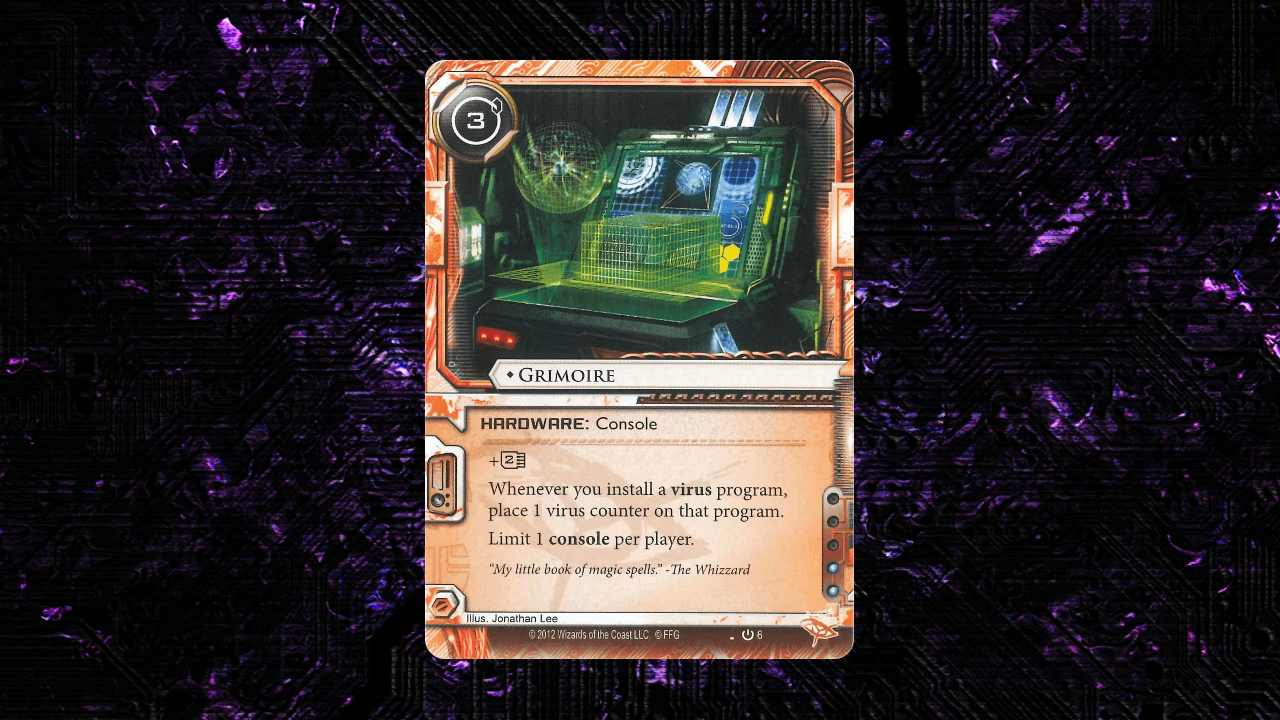 3
♦ GRIMOIRE
HARDWARE: Console
+2
Whenever you install a virus program,
place 1 virus counter on that program.
Limit 1 console per player.
“My little book of magic spells.” -The Whizzard
Illus. Jonathan Lee
© 2012 Wizards of the Coast LLC. © FFG
6